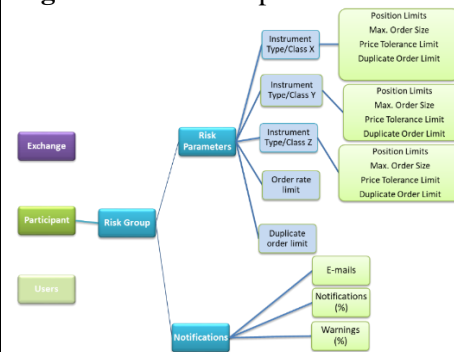 Position Limits
Max. Order Size
Price Tolerance Limit
Duplicate Order Limit
Instrument
Type/Class X
Instrument
Type/Class Y
Position Limits
Max. Order Size
Price Tolerance Limit
Duplicate Order Limit
Exchange
Risk
Parameters
Instrument
Type/Class Z
Position Limits
Max. Order Size
Price Tolerance Limit
Duplicate Order Limit
Order rate
limit
Participant
Risk Group
Duplicate
order limit
Users
E-mails
Notifications
(%)
Notifications
Warnings
(%)